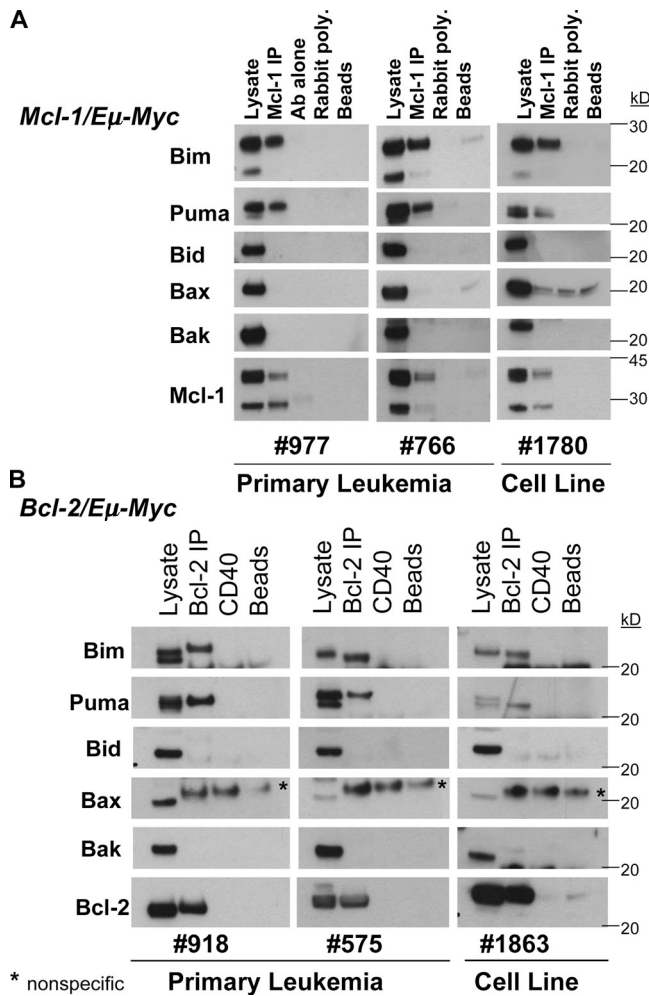 A
Mcl-1/Eμ-Myc
Lysate
Mcl-1 IP
Ab alone
Rabbit poly.
Beads
Lysate
Mcl-1 IP
Rabbit poly.
Beads
Lysate
Mcl-1 IP
Rabbit poly.
Beads
kD
30
Bim
20
Puma
20
Bid
20
Bax
20
Bak
20
45
Mcl-1
30
#977 #766 #1780
Primary Leukemia Cell Line
B
Bcl-2/Eμ-Myc
Lysate
Bcl-2 IP
CD40
Beads
Lysate
Bcl-2 IP
CD40
Beads
Lysate
Bcl-2 IP
CD40
Beads
kD
Bim
20
Puma
20
Bid
20
Bax * * *
20
Bak
20
Bcl-2
20
#918 #575 #1863
* nonspecific Primary Leukemia Cell Line